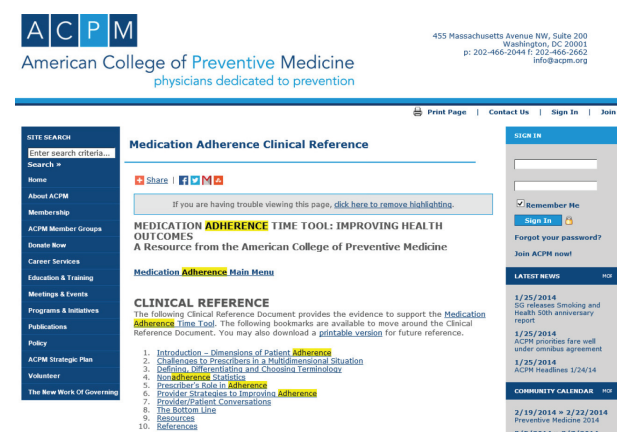 ACPM
American College of Preventive Medicine
physicians dedicated to prevention
455 Massachusetts Avenue NW, Suite 200
Washington, DC 20001
p: 202-466-2044 f: 202-466-2662
info@acpm.org
Print Page | Contact Us | Sign In | Join
SITE SEARCH
Enter search criteria...
Search »
Home
About ACPM
Membership
ACPM Member Groups
Donate Now
Career Services
Education & Training
Meetings & Events
Programs & Initiatives
Publications
Policy
ACPM Strategic Plan
Volunteer
The New Work Of Governing
Medication Adherence Clinical Reference
Share |
If you are having trouble viewing this page, click here to remove highlighting.
MEDICATION ADHERENCE TIME TOOL: IMPROVING HEALTH
OUTCOMES
A Resource from the American College of Preventive Medicine
Medication Adherence Main Menu
CLINICAL REFERENCE
The following Clinical Reference Document provides the evidence to support the Medication
Adherence Time Tool. The following bookmarks are available to move around the Clinical
Reference Document. You may also download a printable version for future reference.
1. Introduction – Dimensions of Patient Adherence
2. Challenges to Prescribers in a Multidimensional Situation
3. Defining, Differentiating and Choosing Terminology
4. Nonadherence Statistics
5. Prescriber's Role in Adherence
6. Provider Strategies to Improving Adherence
7. Provider/Patient Conversations
8. The Bottom Line
9. Resources
10. References
SIGN IN
Remember Me
Sign In
Forgot your password?
Join ACPM now!
LATEST NEWS
1/25/2014
SG releases Smoking and
Health 50th anniversary
report
1/25/2014
ACPM priorities fare well
under omnibus agreement
1/25/2014
ACPM Headlines 1/24/14
COMMUNITY CALENDAR
2/19/2014 » 2/22/2014
Preventive Medicine 2014